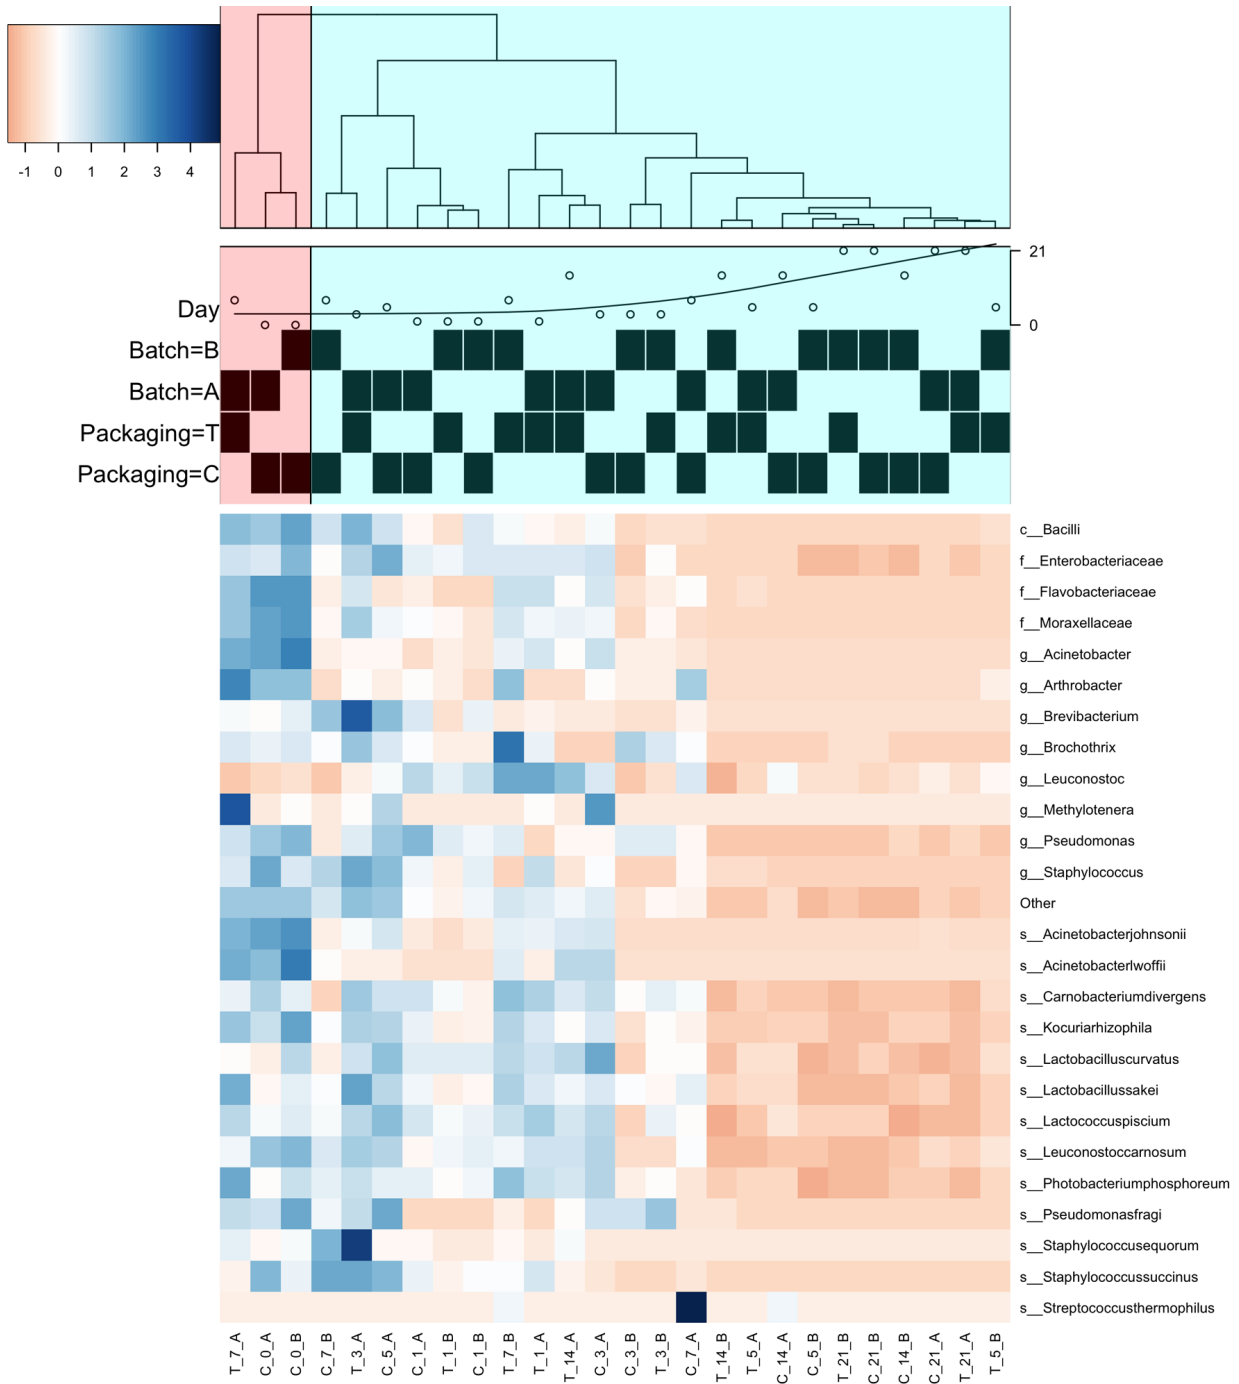 -1 0 1 2 3 4
21
Day
0
Batch=B
Batch=A
Packaging=T
Packaging=C
c__Bacilli
f__Enterobacteriaceae
f__Flavobacteriaceae
f__Moraxellaceae
g__Acinetobacter
g__Arthrobacter
g__Brevibacterium
g__Brochothrix
g__Leuconostoc
g__Methylotenera
g__Pseudomonas
g__Staphylococcus
Other
s__Acinetobacterjohnsonii
s__Acinetobacterlwoffii
s__Carnobacteriumdivergens
s__Kocuriarhizophila
s__Lactobacilluscurvatus
s__Lactobacillussakei
s__Lactococcuspiscium
s__Leuconostoccarnosum
s__Photobacteriumphosphoreum
s__Pseudomonasfragi
s__Staphylococcusequorum
s__Staphylococcussuccinus
s__Streptococcusthermophilus
T_7_A
C_0_A
C_0_B
C_7_B
T_3_A
C_5_A
C_1_A
T_1_B
C_1_B
T_7_B
T_1_A
T_14_A
C_3_A
C_3_B
T_3_B
C_7_A
T_14_B
T_5_A
C_14_A
C_5_B
T_21_B
C_21_B
C_14_B
C_21_A
T_21_A
T_5_B